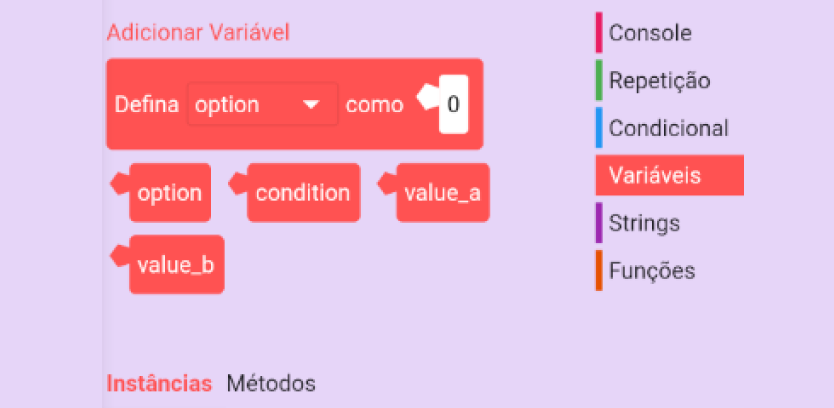 Adicionar Variável
Defina option como 0
option condition value_a
value_b
Instâncias Métodos
Console
Repetição
Condicional
Variáveis
Strings
Funções